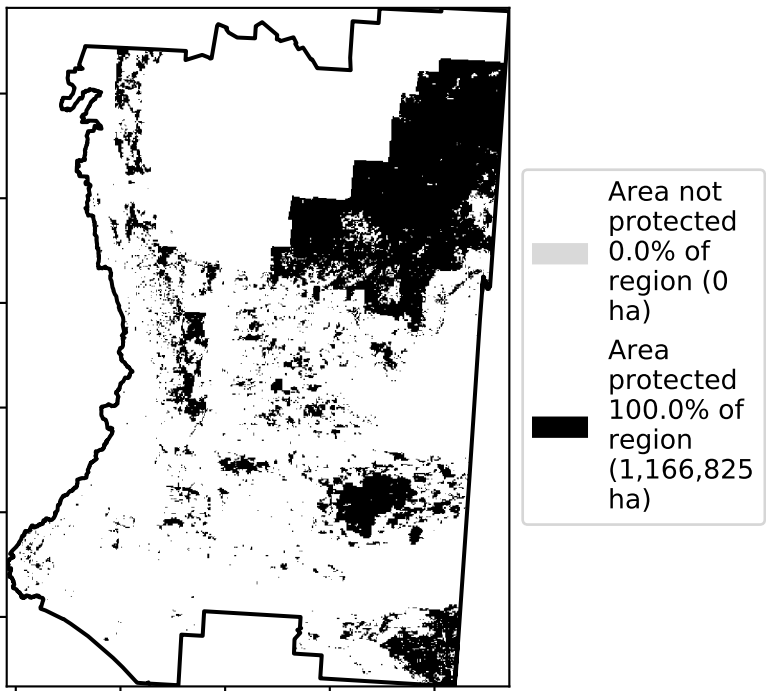 Area not
protected
0.0% of
region (0
ha)
Area
protected
100.0% of
region
(1,166,825
ha)